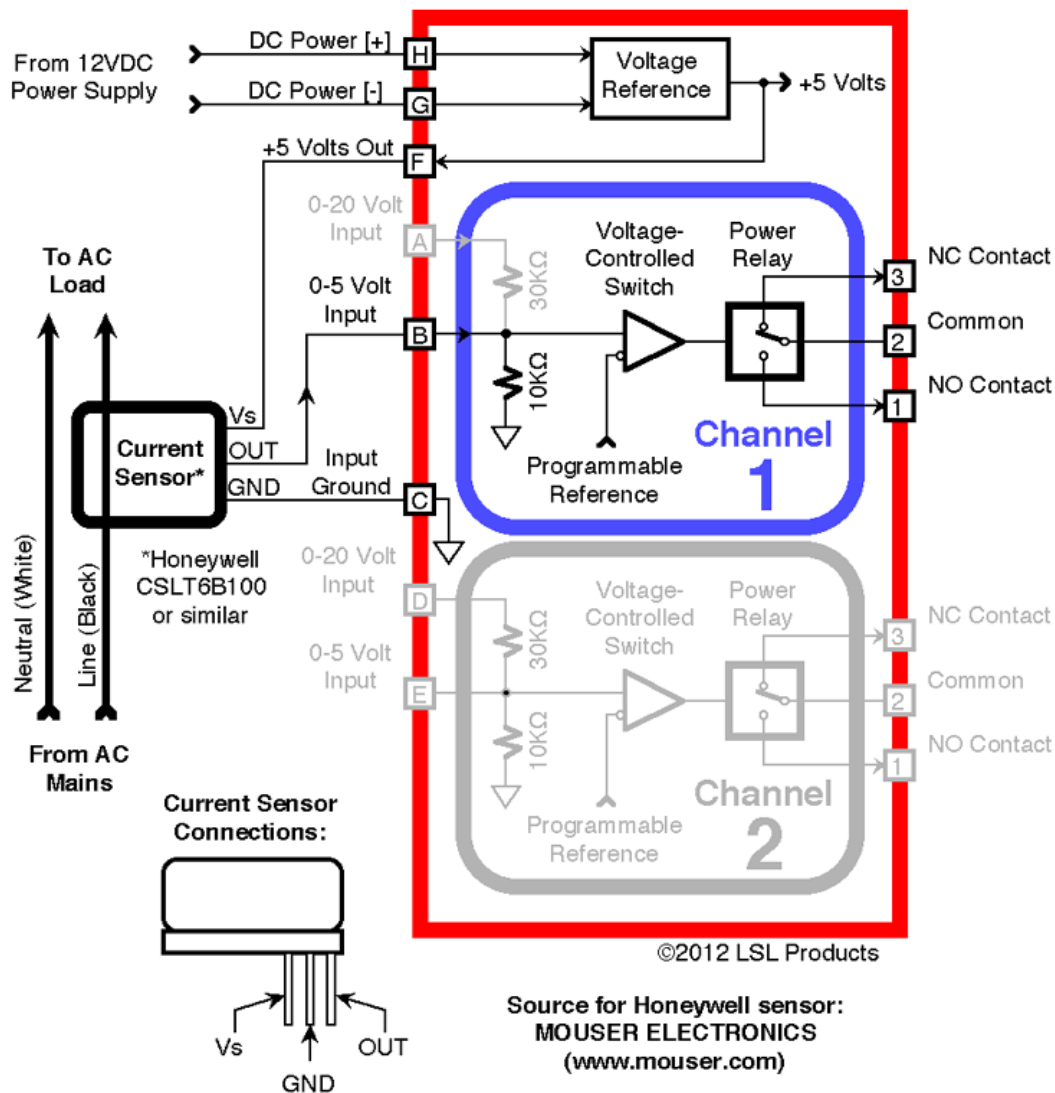 From 12VDC
Power Supply
DC Power [+]
H
DC Power [-]
G
Voltage
Reference
+5 Volts
+5 Volts Out
F
0-20 Volt
Input
A
30KΩ
To AC
Load
0-5 Volt
Input
B
10KΩ
Voltage-
Controlled
Switch
Power
Relay
3
NC Contact
2
Common
1
NO Contact
Programmable
Reference
Channel
1
Current
Sensor*
Vs
OUT
GND
Input
Ground
C
*Honeywell
CSLT6B100
or similar
Neutral (White)
Line (Black)
From AC
Mains
0-20 Volt
Input
D
30KΩ
0-5 Volt
Input
E
10KΩ
Voltage-
Controlled
Switch
Power
Relay
3
NC Contact
2
Common
1
NO Contact
Programmable
Reference
Channel
2
Current Sensor
Connections:
Vs
GND
OUT
©2012 LSL Products
Source for Honeywell sensor:
MOUSER ELECTRONICS
(www.mouser.com)